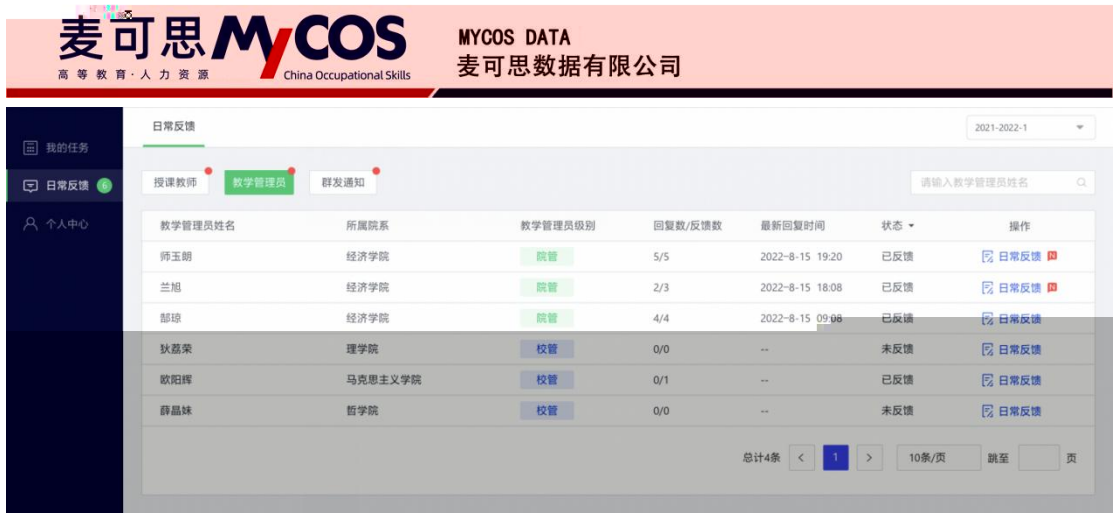 麦可思MyCOS
高等教育·人力资源 China Occupational Skills
MYCOS DATA
麦可思数据有限公司
我的任务
日常反馈 6
个人中心
日常反馈 2021-2022-1
授课教师 教学管理员 群发通知 请输入教学管理员姓名
教学管理员姓名 所属院系 教学管理员级别 回复数/反馈数 最新回复时间 状态 操作
师玉朗 经济学院 院管 5/5 2022-8-15 19:20 已反馈 日常反馈 N
兰旭 经济学院 院管 2/3 2022-8-15 18:08 已反馈 日常反馈 N
郜琼 经济学院 院管 4/4 2022-8-15 09:08 已反馈 日常反馈
狄荔荣 理学院 校管 0/0 -- 未反馈 日常反馈
欧阳辉 马克思主义学院 校管 0/1 -- 已反馈 日常反馈
薛晶妹 哲学院 校管 0/0 -- 未反馈 日常反馈
总计4条 < 1 > 10条/页 跳至 页